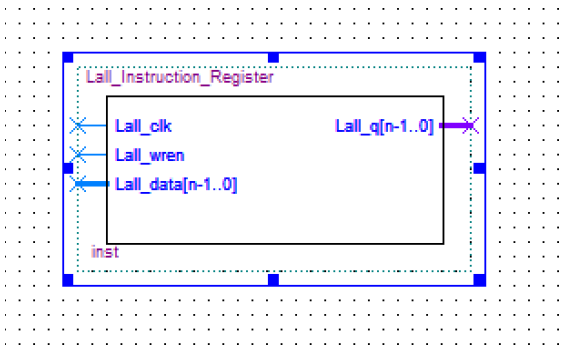 Lall_Instruction_Register
Lall_clk Lall_q[n-1..0]
Lall_wren
Lall_data[n-1..0]
inst